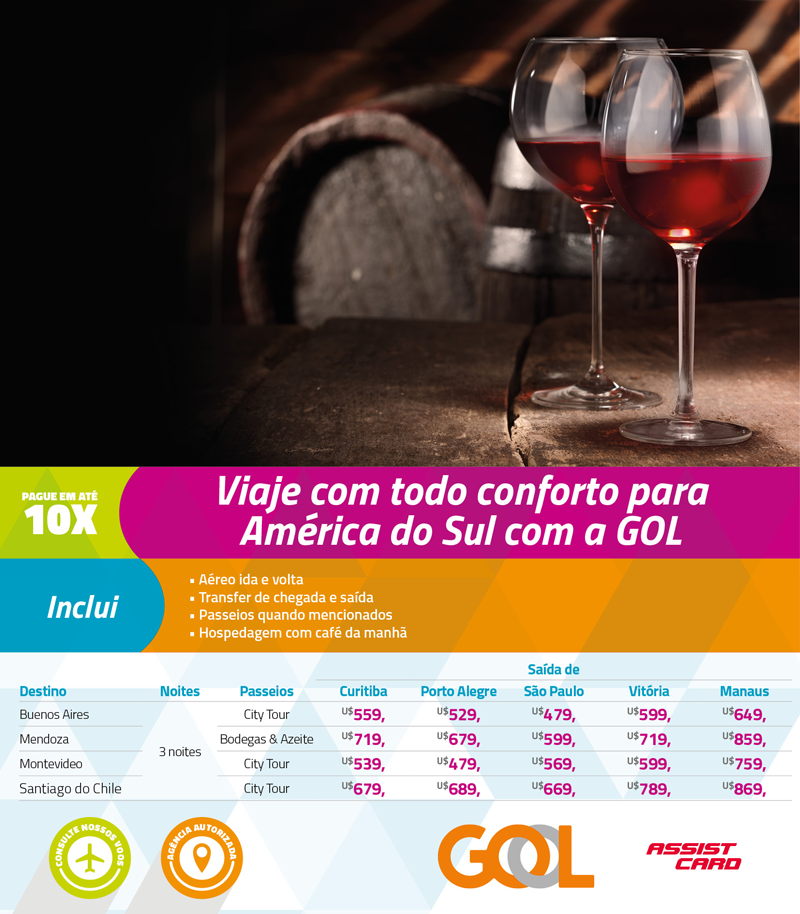 PAGUE EM ATÉ
10X
Viaje com todo conforto para
América do Sul com a GOL
Inclui
• Aéreo ida e volta
• Transfer de chegada e saída
• Passeios quando mencionados
• Hospedagem com café da manhã
Saída de
Destino Noites Passeios Curitiba Porto Alegre São Paulo Vitória Manaus
Buenos Aires City Tour U$559, U$529, U$479, U$599, U$649,
Mendoza Bodegas & Azeite U$719, U$679, U$599, U$719, U$859,
3 noites
Montevideo City Tour U$539, U$479, U$569, U$599, U$759,
Santiago do Chile City Tour U$679, U$689, U$669, U$789, U$869,
CONSULTE NOSSOS VOOS
AGÊNCIA AUTORIZADA
GOL
ASSIST
CARD